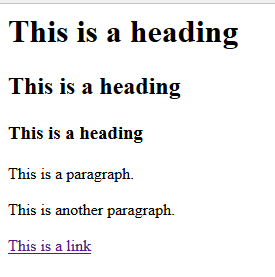 This is a heading
This is a heading
This is a heading
This is a paragraph.
This is another paragraph.
This is a link